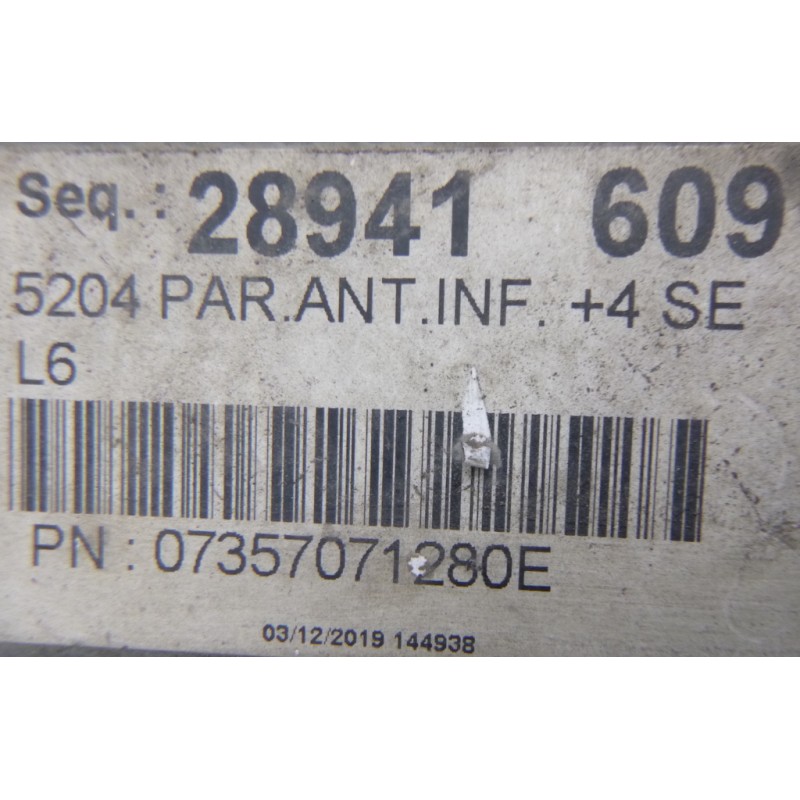 Seq. : 28941 609
5204 PAR.ANT.INF. +4 SE
L6
PN : 07357071280E
03/12/2019 144938